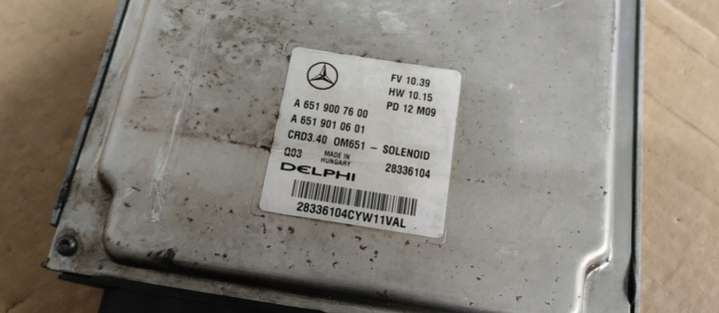 FV 10.39
HW 10.15
A 651 900 76 00 PD 12 M09
A 651 901 06 01
CRD3.40 OM651 - SOLENOID
Q03 MADE IN HUNGARY 28336104
DELPHI
28336104CYW11VAL